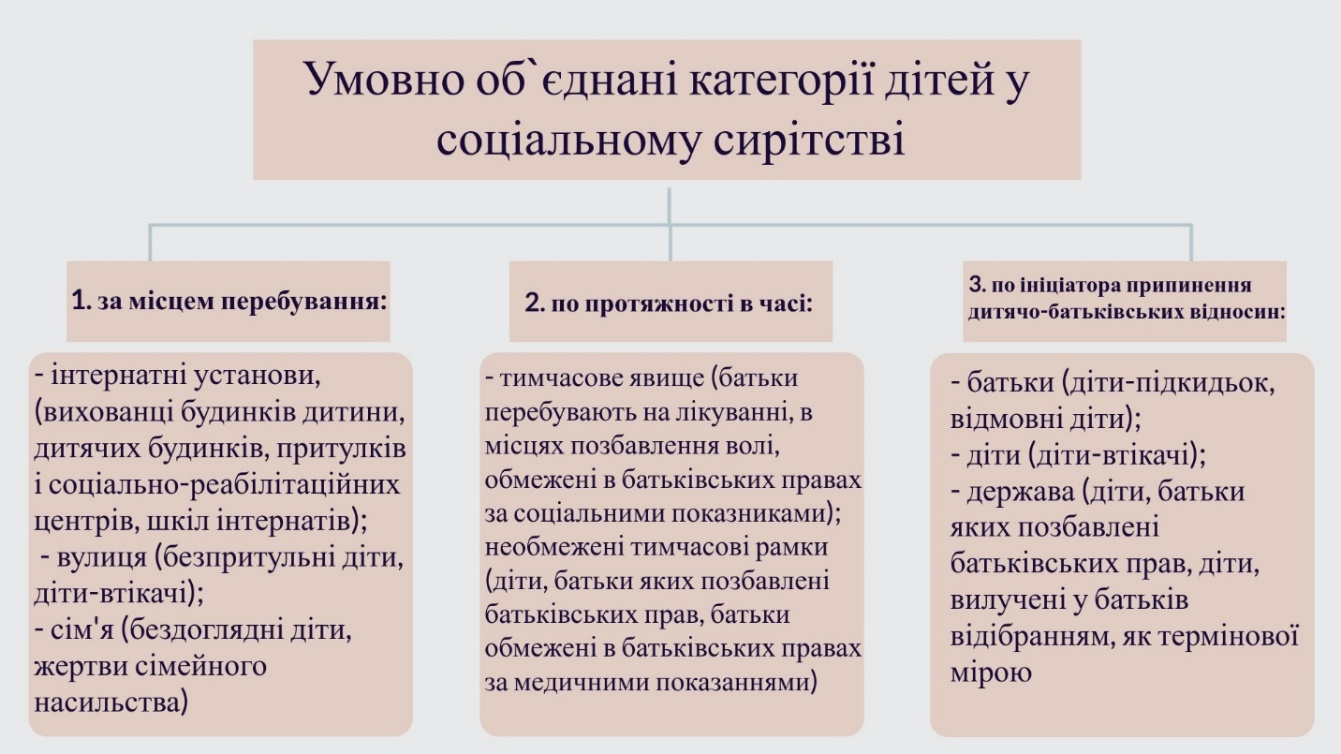 Умовно об`єднані категорії дітей у
соціальному сирітстві
1. за місцем перебування:
- інтернатні установи,
(вихованці будинків дитини,
дитячих будинків, притулків
і соціально-реабілітаційних
центрів, шкіл інтернатів);
- вулиця (безпритульні діти,
діти-втікачі);
- сім'я (бездоглядні діти,
жертви сімейного
насильства)
2. по протяжності в часі:
- тимчасове явище (батьки
перебувають на лікуванні, в
місцях позбавлення волі,
обмежені в батьківських правах
за соціальними показниками);
необмежені тимчасові рамки
(діти, батьки яких позбавлені
батьківських прав, батьки
обмежені в батьківських правах
за медичними показаннями)
3. по ініціатора припинення
дитячо-батьківських відносин:
- батьки (діти-підкидьок,
відмовні діти);
- діти (діти-втікачі);
- держава (діти, батьки
яких позбавлені
батьківських прав, діти,
вилучені у батьків
відібранням, як термінової
мірою